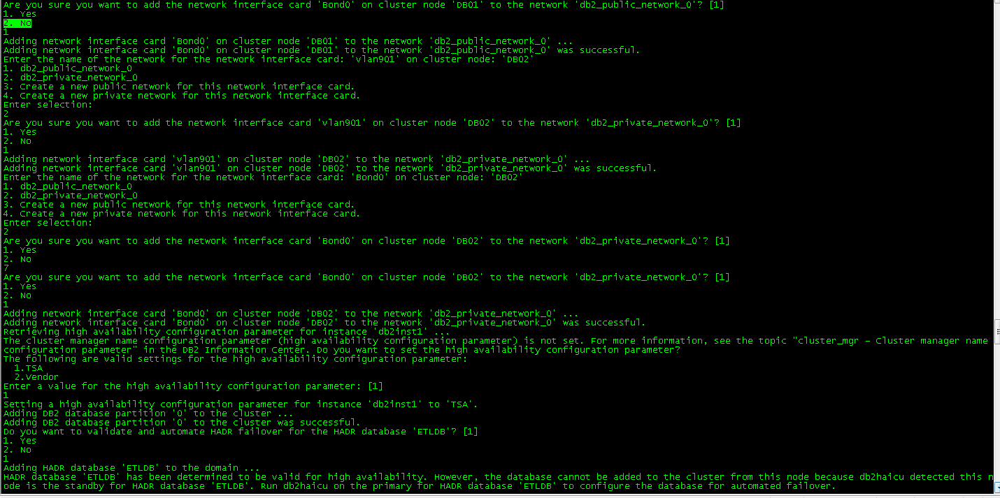 Are you sure you want to add the network interface card 'Bond0' on cluster node 'DB01' to the network 'db2_public_network_0'? [1]
1. Yes
2. No
1
Adding network interface card 'Bond0' on cluster node 'DB01' to the network 'db2_public_network_0' ...
Adding network interface card 'Bond0' on cluster node 'DB01' to the network 'db2_public_network_0' was successful.
Enter the name of the network for the network interface card: 'vlan901' on cluster node: 'DB02'
1. db2_public_network_0
2. db2_private_network_0
3. Create a new public network for this network interface card.
4. Create a new private network for this network interface card.
Enter selection:
2
Are you sure you want to add the network interface card 'vlan901' on cluster node 'DB02' to the network 'db2_private_network_0'? [1]
1. Yes
2. No
1
Adding network interface card 'vlan901' on cluster node 'DB02' to the network 'db2_private_network_0' ...
Adding network interface card 'vlan901' on cluster node 'DB02' to the network 'db2_private_network_0' was successful.
Enter the name of the network for the network interface card: 'Bond0' on cluster node: 'DB02'
1. db2_public_network_0
2. db2_private_network_0
3. Create a new public network for this network interface card.
4. Create a new private network for this network interface card.
Enter selection:
2
Are you sure you want to add the network interface card 'Bond0' on cluster node 'DB02' to the network 'db2_private_network_0'? [1]
1. Yes
2. No
7
Are you sure you want to add the network interface card 'Bond0' on cluster node 'DB02' to the network 'db2_private_network_0'? [1]
1. Yes
2. No
1
Adding network interface card 'Bond0' on cluster node 'DB02' to the network 'db2_private_network_0' ...
Adding network interface card 'Bond0' on cluster node 'DB02' to the network 'db2_private_network_0' was successful.
Retrieving high availability configuration parameter for instance 'db2inst1' ...
The cluster manager name configuration parameter (high availability configuration parameter) is not set. For more information, see the topic "cluster_mgr - Cluster manager name
configuration parameter" in the DB2 Information Center. Do you want to set the high availability configuration parameter?
The following are valid settings for the high availability configuration parameter:
1.TSA
2.Vendor
Enter a value for the high availability configuration parameter: [1]
1
Setting a high availability configuration parameter for instance 'db2inst1' to 'TSA'.
Adding DB2 database partition '0' to the cluster ...
Adding DB2 database partition '0' to the cluster was successful.
Do you want to validate and automate HADR failover for the HADR database 'ETLDB'? [1]
1. Yes
2. No
1
Adding HADR database 'ETLDB' to the domain ...
HADR database 'ETLDB' has been determined to be valid for high availability. However, the database cannot be added to the cluster from this node because db2haicu detected this n
ode is the standby for HADR database 'ETLDB'. Run db2haicu on the primary for HADR database 'ETLDB' to configure the database for automated failover.